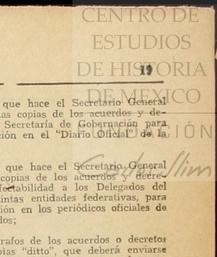 CENTRO DE
ESTUDIOS
DE HISTORIA
DE MEXICO
19
que hace el Secretario General
as copias de los acuerdos y de-
Secretaría de Gobernación para
ción en el "Diario Oficial" de la
que hace el Secretario General
copias de los acuerdos y decre-
fectabilidad a los Delegados del
intas entidades federativas, para
ción en los periódicos oficiales de
dos;
rafos de los acuerdos o decretos
pias "ditto", que deberá enviarse